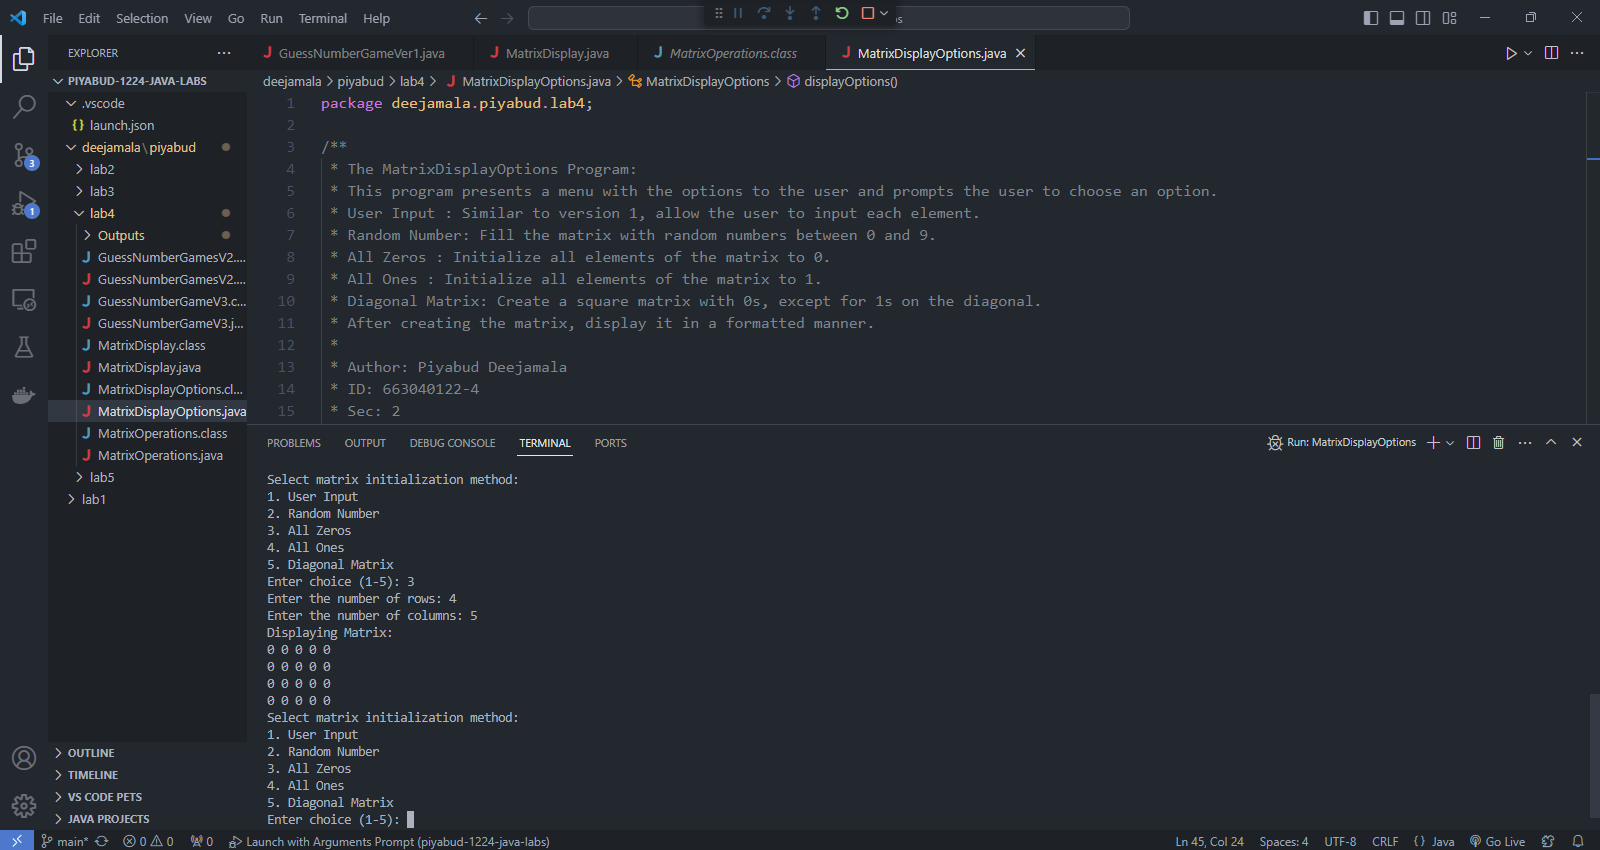 File Edit Selection View Go Run Terminal Help
EXPLORER
PIYABUD-1224-JAVA-LABS
.vscode
launch.json
deejamala\piyabud
lab2
lab3
lab4
Outputs
GuessNumberGamesV2....
GuessNumberGamesV2....
GuessNumberGameV3.c...
GuessNumberGameV3.j...
MatrixDisplay.class
MatrixDisplay.java
MatrixDisplayOptions.cl...
MatrixDisplayOptions.java
MatrixOperations.class
MatrixOperations.java
lab5
lab1
OUTLINE
TIMELINE
VS CODE PETS
JAVA PROJECTS
3
1
GuessNumberGameVer1.java MatrixDisplay.java MatrixOperations.class MatrixDisplayOptions.java
deejamala > piyabud > lab4 > MatrixDisplayOptions.java > MatrixDisplayOptions > displayOptions()
1 package deejamala.piyabud.lab4;
2
3 /**
4 * The MatrixDisplayOptions Program:
5 * This program presents a menu with the options to the user and prompts the user to choose an option.
6 * User Input : Similar to version 1, allow the user to input each element.
7 * Random Number: Fill the matrix with random numbers between 0 and 9.
8 * All Zeros : Initialize all elements of the matrix to 0.
9 * All Ones : Initialize all elements of the matrix to 1.
10 * Diagonal Matrix: Create a square matrix with 0s, except for 1s on the diagonal.
11 * After creating the matrix, display it in a formatted manner.
12 *
13 * Author: Piyabud Deejamala
14 * ID: 663040122-4
15 * Sec: 2
PROBLEMS OUTPUT DEBUG CONSOLE TERMINAL PORTS
Run: MatrixDisplayOptions
Select matrix initialization method:
1. User Input
2. Random Number
3. All Zeros
4. All Ones
5. Diagonal Matrix
Enter choice (1-5): 3
Enter the number of rows: 4
Enter the number of columns: 5
Displaying Matrix:
0 0 0 0 0
0 0 0 0 0
0 0 0 0 0
0 0 0 0 0
Select matrix initialization method:
1. User Input
2. Random Number
3. All Zeros
4. All Ones
5. Diagonal Matrix
Enter choice (1-5):
main* 0 0 0 Launch with Arguments Prompt (piyabud-1224-java-labs)
Ln 45, Col 24 Spaces: 4 UTF-8 CRLF {} Java Go Live